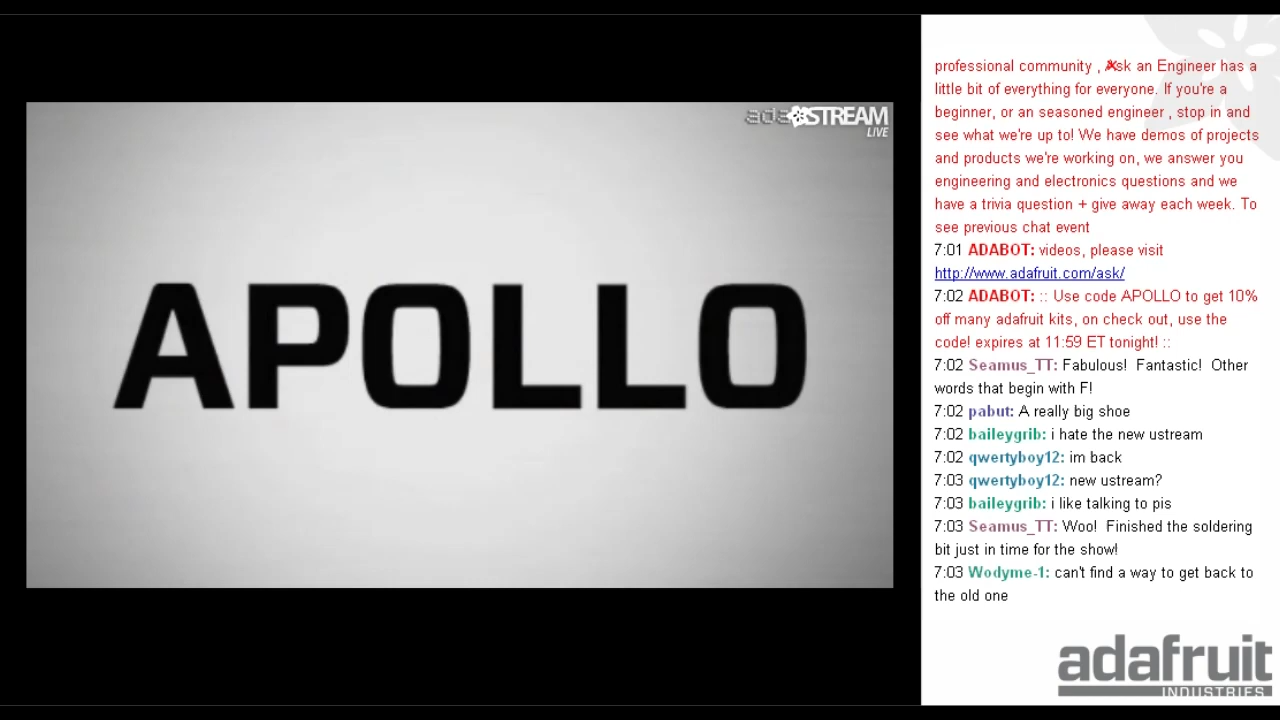 adaUSTREAM
LIVE
APOLLO
professional community , Ask an Engineer has a
little bit of everything for everyone. If you're a
beginner, or an seasoned engineer , stop in and
see what we're up to! We have demos of projects
and products we're working on, we answer you
engineering and electronics questions and we
have a trivia question + give away each week. To
see previous chat event
7:01 ADABOT: videos, please visit
http://www.adafruit.com/ask/
7:02 ADABOT: :: Use code APOLLO to get 10%
off many adafruit kits, on check out, use the
code! expires at 11:59 ET tonight! ::
7:02 Seamus_TT: Fabulous!  Fantastic!  Other
words that begin with F!
7:02 pabut: A really big shoe
7:02 baileygrib: i hate the new ustream
7:02 qwertyboy12: im back
7:03 qwertyboy12: new ustream?
7:03 baileygrib: i like talking to pis
7:03 Seamus_TT: Woo!  Finished the soldering
bit just in time for the show!
7:03 Wodyme-1: can't find a way to get back to
the old one
adafruit
INDUSTRIES